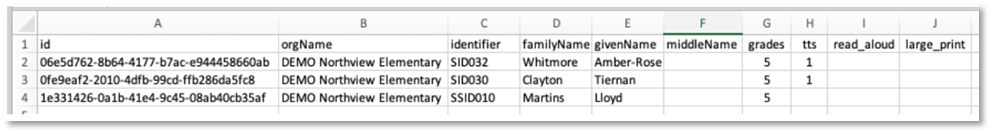 A B C D E F G H I J
1 id orgName identifier familyName givenName middleName grades tts read_aloud large_print
2 06e5d762-8b64-4177-b7ac-e944458660ab DEMO Northview Elementary SID032 Whitmore Amber-Rose 5 1
3 0fe9eaf2-2010-4dfb-99cd-ffb286da5fc8 DEMO Northview Elementary SID030 Clayton Tiernan 5 1
4 1e331426-0a1b-41e4-9c45-08ab40cb35af DEMO Northview Elementary SSID010 Martins Lloyd 5